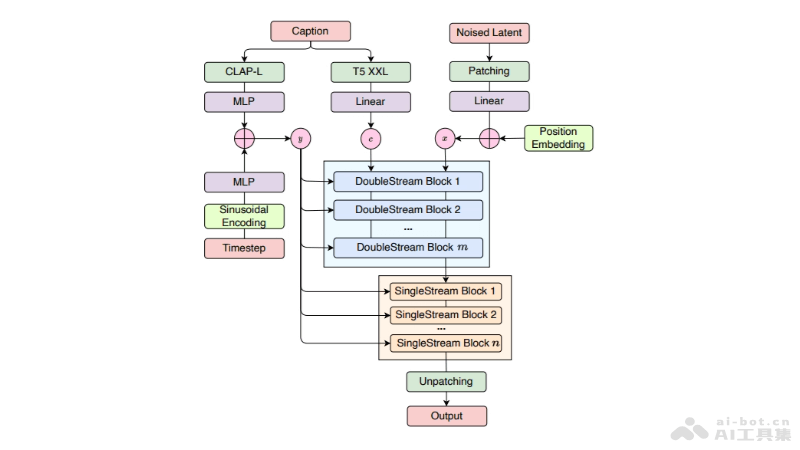 Caption
Noised Latent
CLAP-L
T5 XXL
Patching
MLP
Linear
Linear
y
c
x
Position
Embedding
MLP
DoubleStream Block 1
Sinusoidal
Encoding
DoubleStream Block 2
...
Timestep
DoubleStream Block m
SingleStream Block 1
SingleStream Block 2
...
SingleStream Block n
Unpatching
Output
ai-bot.cn
AI工具集